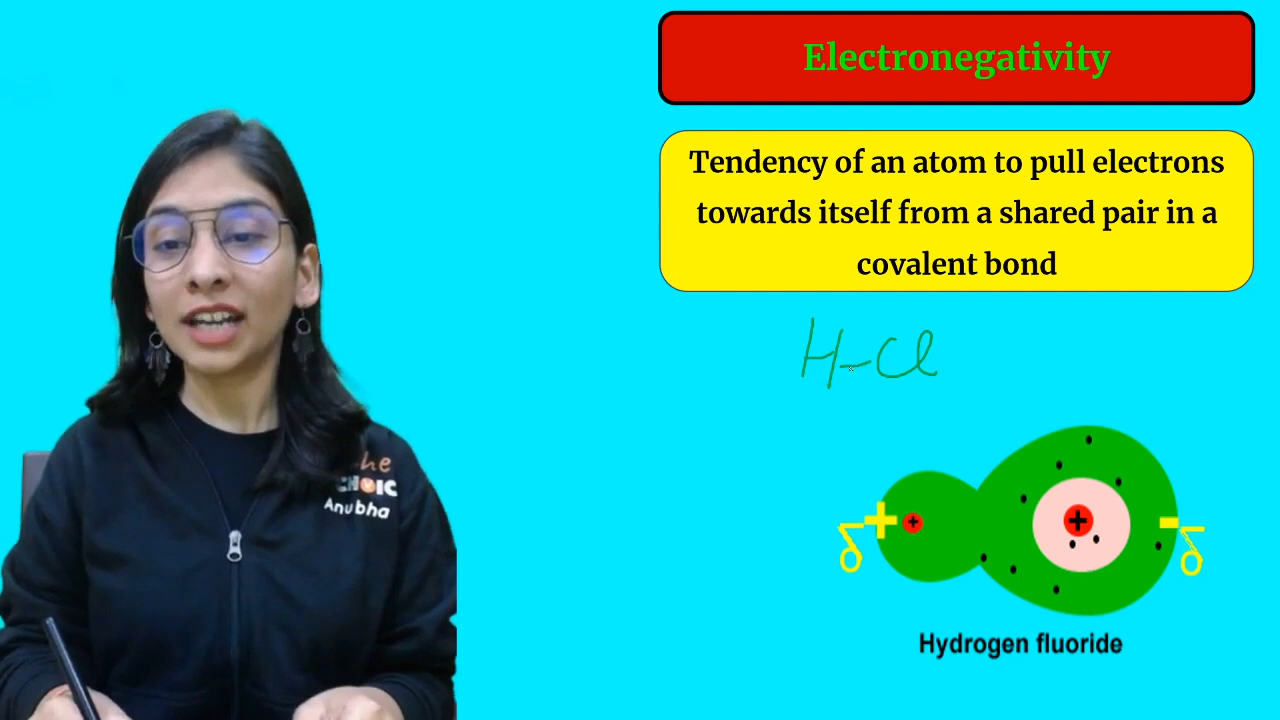 Electronegativity
Tendency of an atom to pull electrons
towards itself from a shared pair in a
covalent bond
H-Cl
δ+ + + -δ
Hydrogen fluoride
he
CHOIC
Anubha